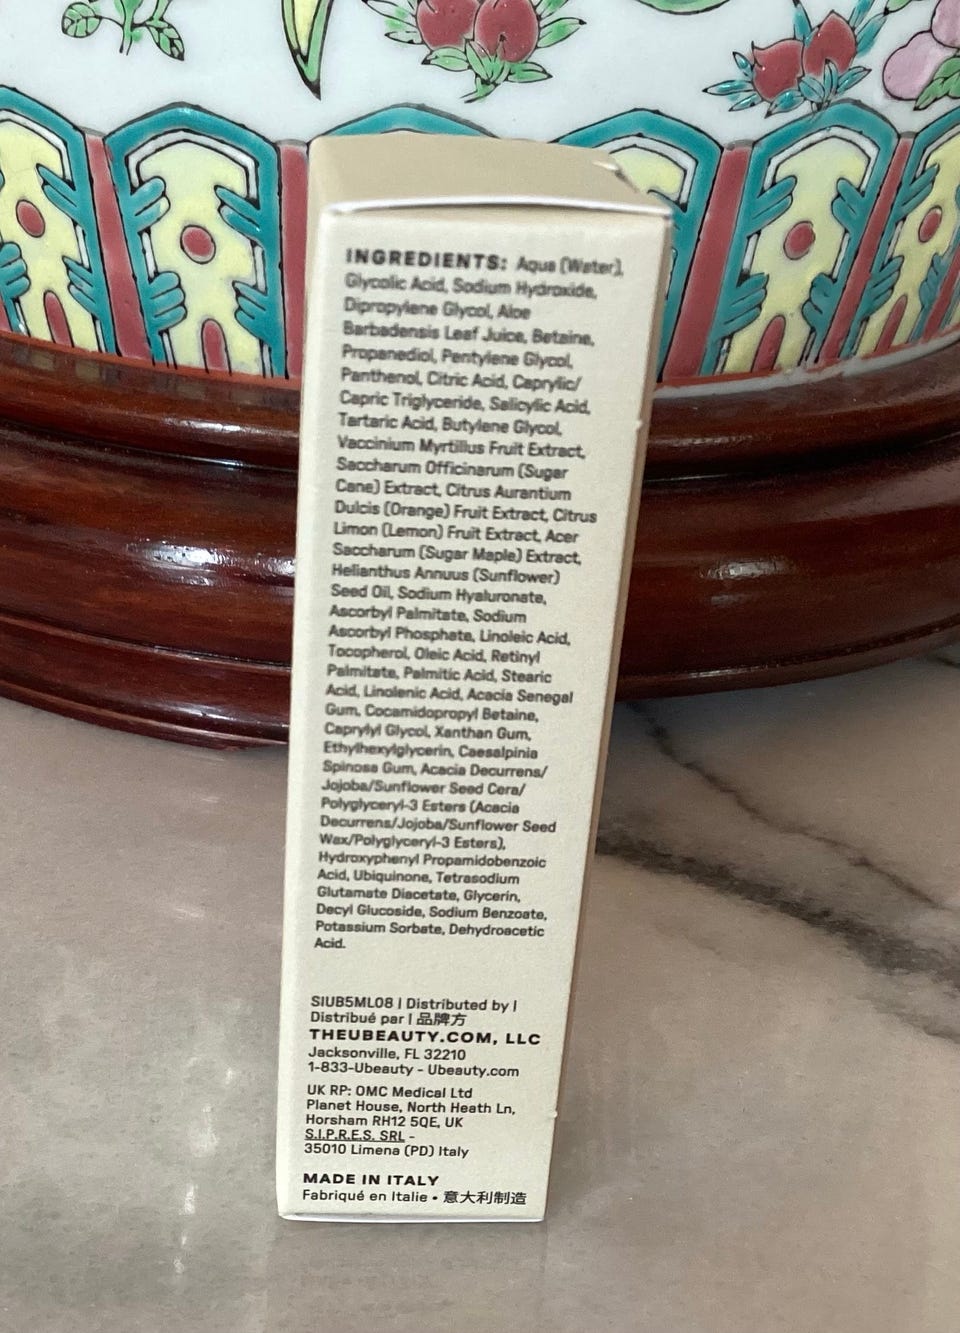 INGREDIENTS: Aqua (Water),
Glycolic Acid, Sodium Hydroxide,
Dipropylene Glycol, Aloe
Barbadensis Leaf Juice, Betaine,
Propanediol, Pentylene Glycol,
Panthenol, Citric Acid, Caprylic/
Capric Triglyceride, Salicylic Acid,
Tartaric Acid, Butylene Glycol,
Vaccinium Myrtillus Fruit Extract,
Saccharum Officinarum (Sugar
Cane) Extract, Citrus Aurantium
Dulcis (Orange) Fruit Extract, Citrus
Limon (Lemon) Fruit Extract, Acer
Saccharum (Sugar Maple) Extract,
Helianthus Annuus (Sunflower)
Seed Oil, Sodium Hyaluronate,
Ascorbyl Palmitate, Sodium
Ascorbyl Phosphate, Linoleic Acid,
Tocopherol, Oleic Acid, Retinyl
Palmitate, Palmitic Acid, Stearic
Acid, Linolenic Acid, Acacia Senegal
Gum, Cocamidopropyl Betaine,
Caprylyl Glycol, Xanthan Gum,
Ethylhexylglycerin, Caesalpinia
Spinosa Gum, Acacia Decurrens/
Jojoba/Sunflower Seed Cera/
Polyglyceryl-3 Esters (Acacia
Decurrens/Jojoba/Sunflower Seed
Wax/Polyglyceryl-3 Esters),
Hydroxyphenyl Propamidobenzoic
Acid, Ubiquinone, Tetrasodium
Glutamate Diacetate, Glycerin,
Decyl Glucoside, Sodium Benzoate,
Potassium Sorbate, Dehydroacetic
Acid.
SIUB5ML08 | Distributed by |
Distribué par | 品牌方
THEUBEAUTY.COM, LLC
Jacksonville, FL 32210
1-833-Ubeauty - Ubeauty.com
UK RP: OMC Medical Ltd
Planet House, North Heath Ln,
Horsham RH12 5QE, UK
S.I.P.R.E.S. SRL -
35010 Limena (PD) Italy
MADE IN ITALY
Fabriqué en Italie • 意大利制造